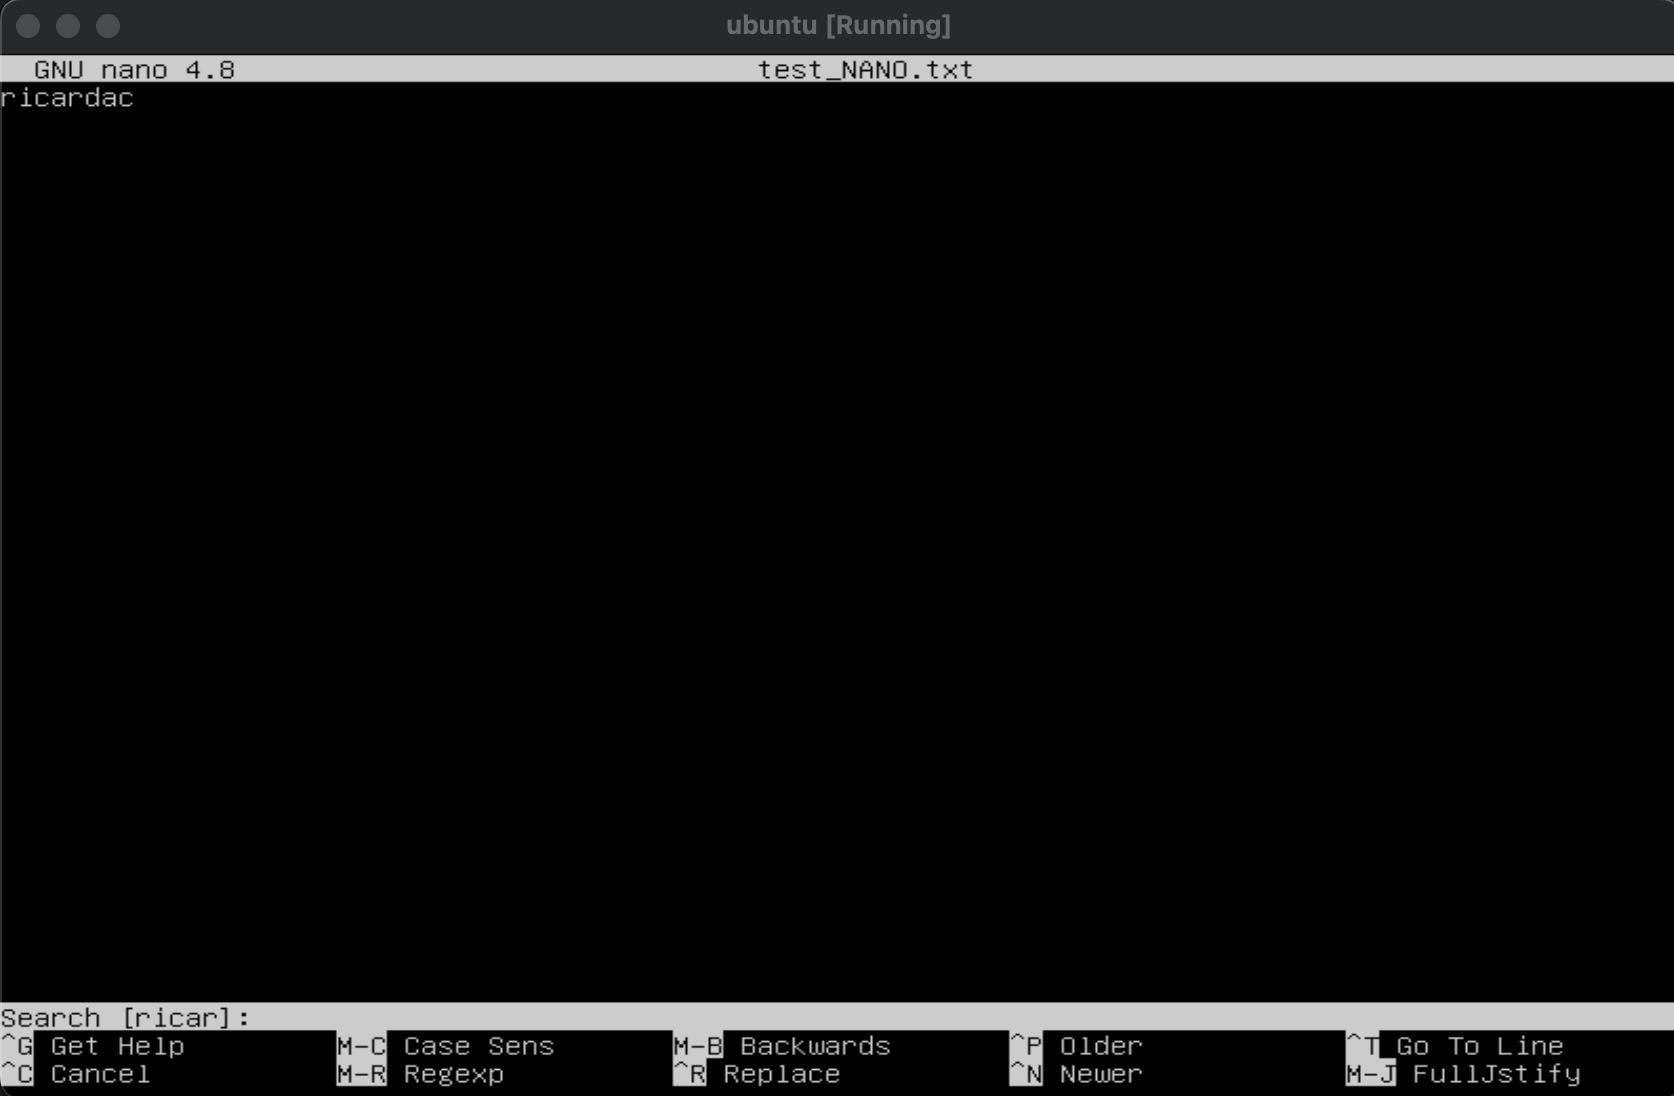 ubuntu [Running]
GNU nano 4.8 test_NANO.txt
ricardac
Search [ricar]:
^G Get Help M-C Case Sens M-B Backwards ^P Older ^T Go To Line
^C Cancel M-R Regexp ^R Replace ^N Newer M-J FullJstify